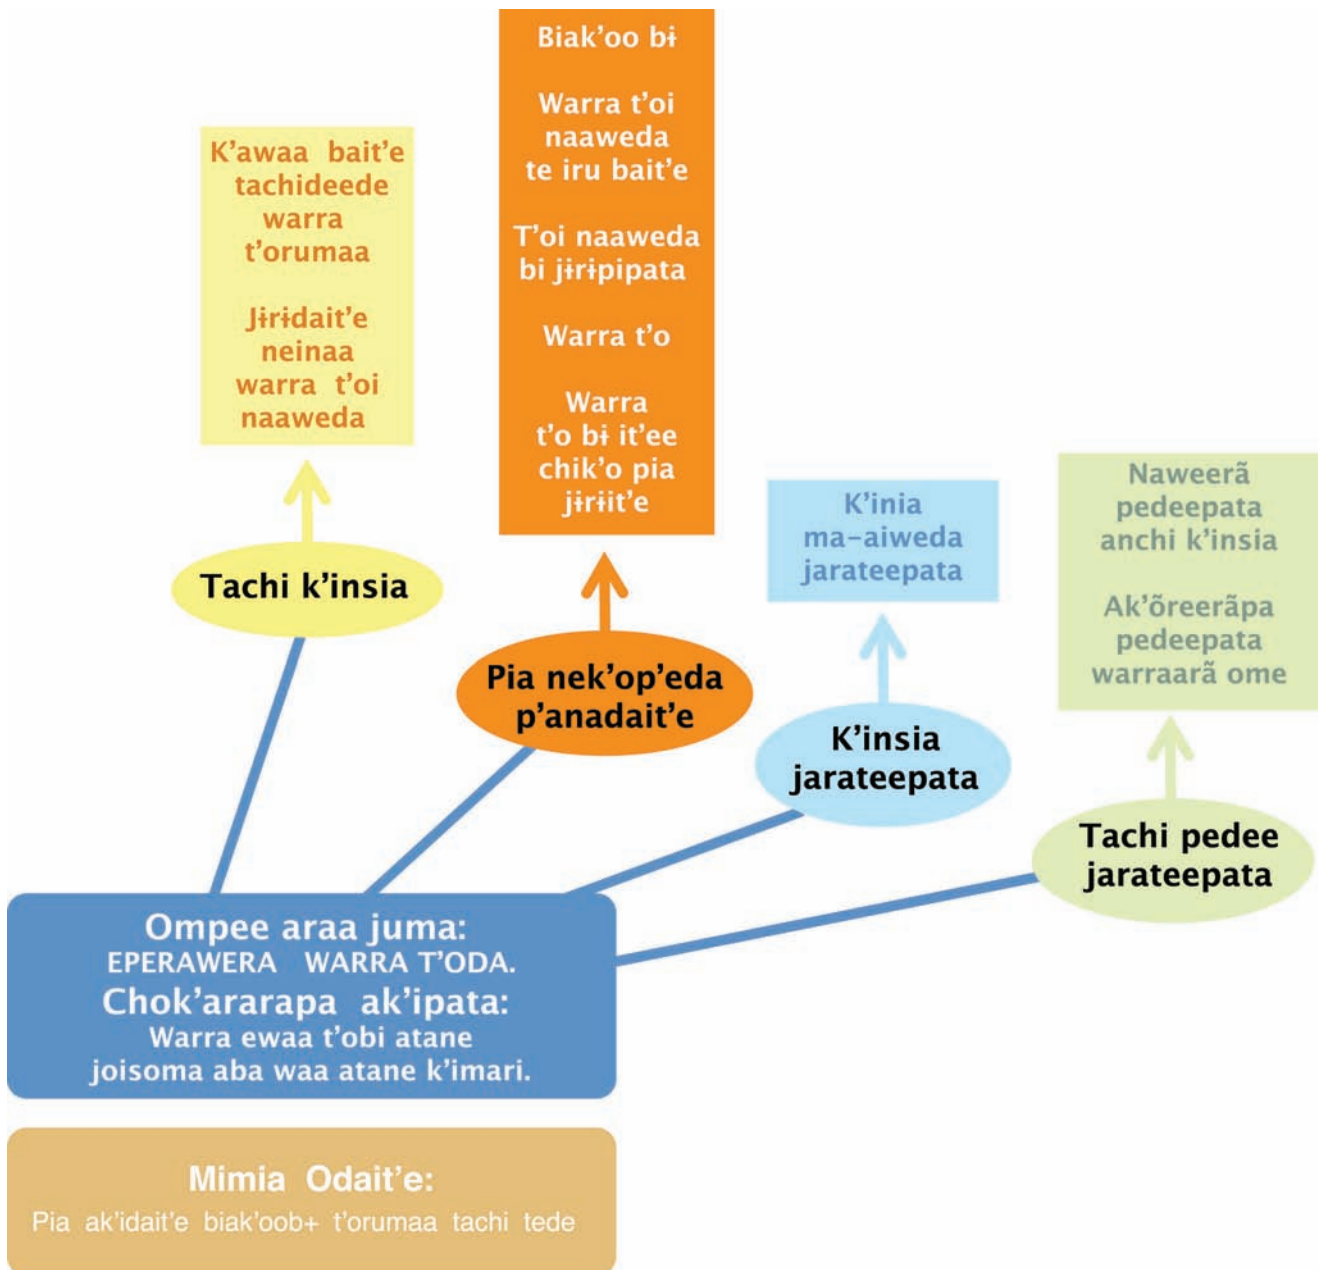 Biak'oo bɨ
Warra t'oi
naaweda
te iru bait'e
T'oi naaweda
bi jɨrɨpipata
Warra t'o
Warra
t'o bɨ it'ee
chik'o pia
jɨrɨit'e
K'awaa bait'e
tachideede
warra
t'orumaa
Jɨrɨdait'e
neinaa
warra t'oi
naaweda
K'inia
ma-aiweda
jarateepata
Naweerã
pedeepata
anchi k'insia
Ak'õreerãpa
pedeepata
warraarã ome
Tachi k'insia
Pia nek'op'eda
p'anadait'e
K'insia
jarateepata
Tachi pedee
jarateepata
Ompee araa juma:
EPERAWERA WARRA T'ODA.
Chok'ararapa ak'ipata:
Warra ewaa t'obi atane
joisoma aba waa atane k'imari.
Mimia Odait'e:
Pia ak'idait'e biak'oob+ t'orumaa tachi tede